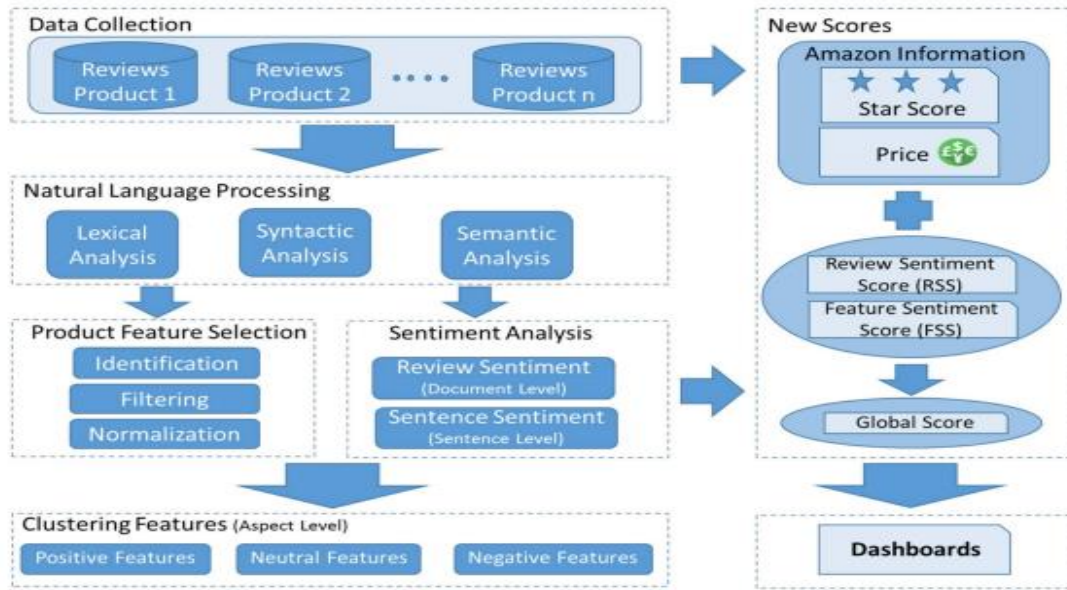 Data Collection
Reviews
Product 1
Reviews
Product 2
Reviews
Product n
Natural Language Processing
Lexical
Analysis
Syntactic
Analysis
Semantic
Analysis
Product Feature Selection
Identification
Filtering
Normalization
Sentiment Analysis
Review Sentiment
(Document Level)
Sentence Sentiment
(Sentence Level)
Clustering Features (Aspect Level)
Positive Features
Neutral Features
Negative Features
New Scores
Amazon Information
Star Score
Price
£ $ € ¥
Review Sentiment
Score (RSS)
Feature Sentiment
Score (FSS)
Global Score
Dashboards